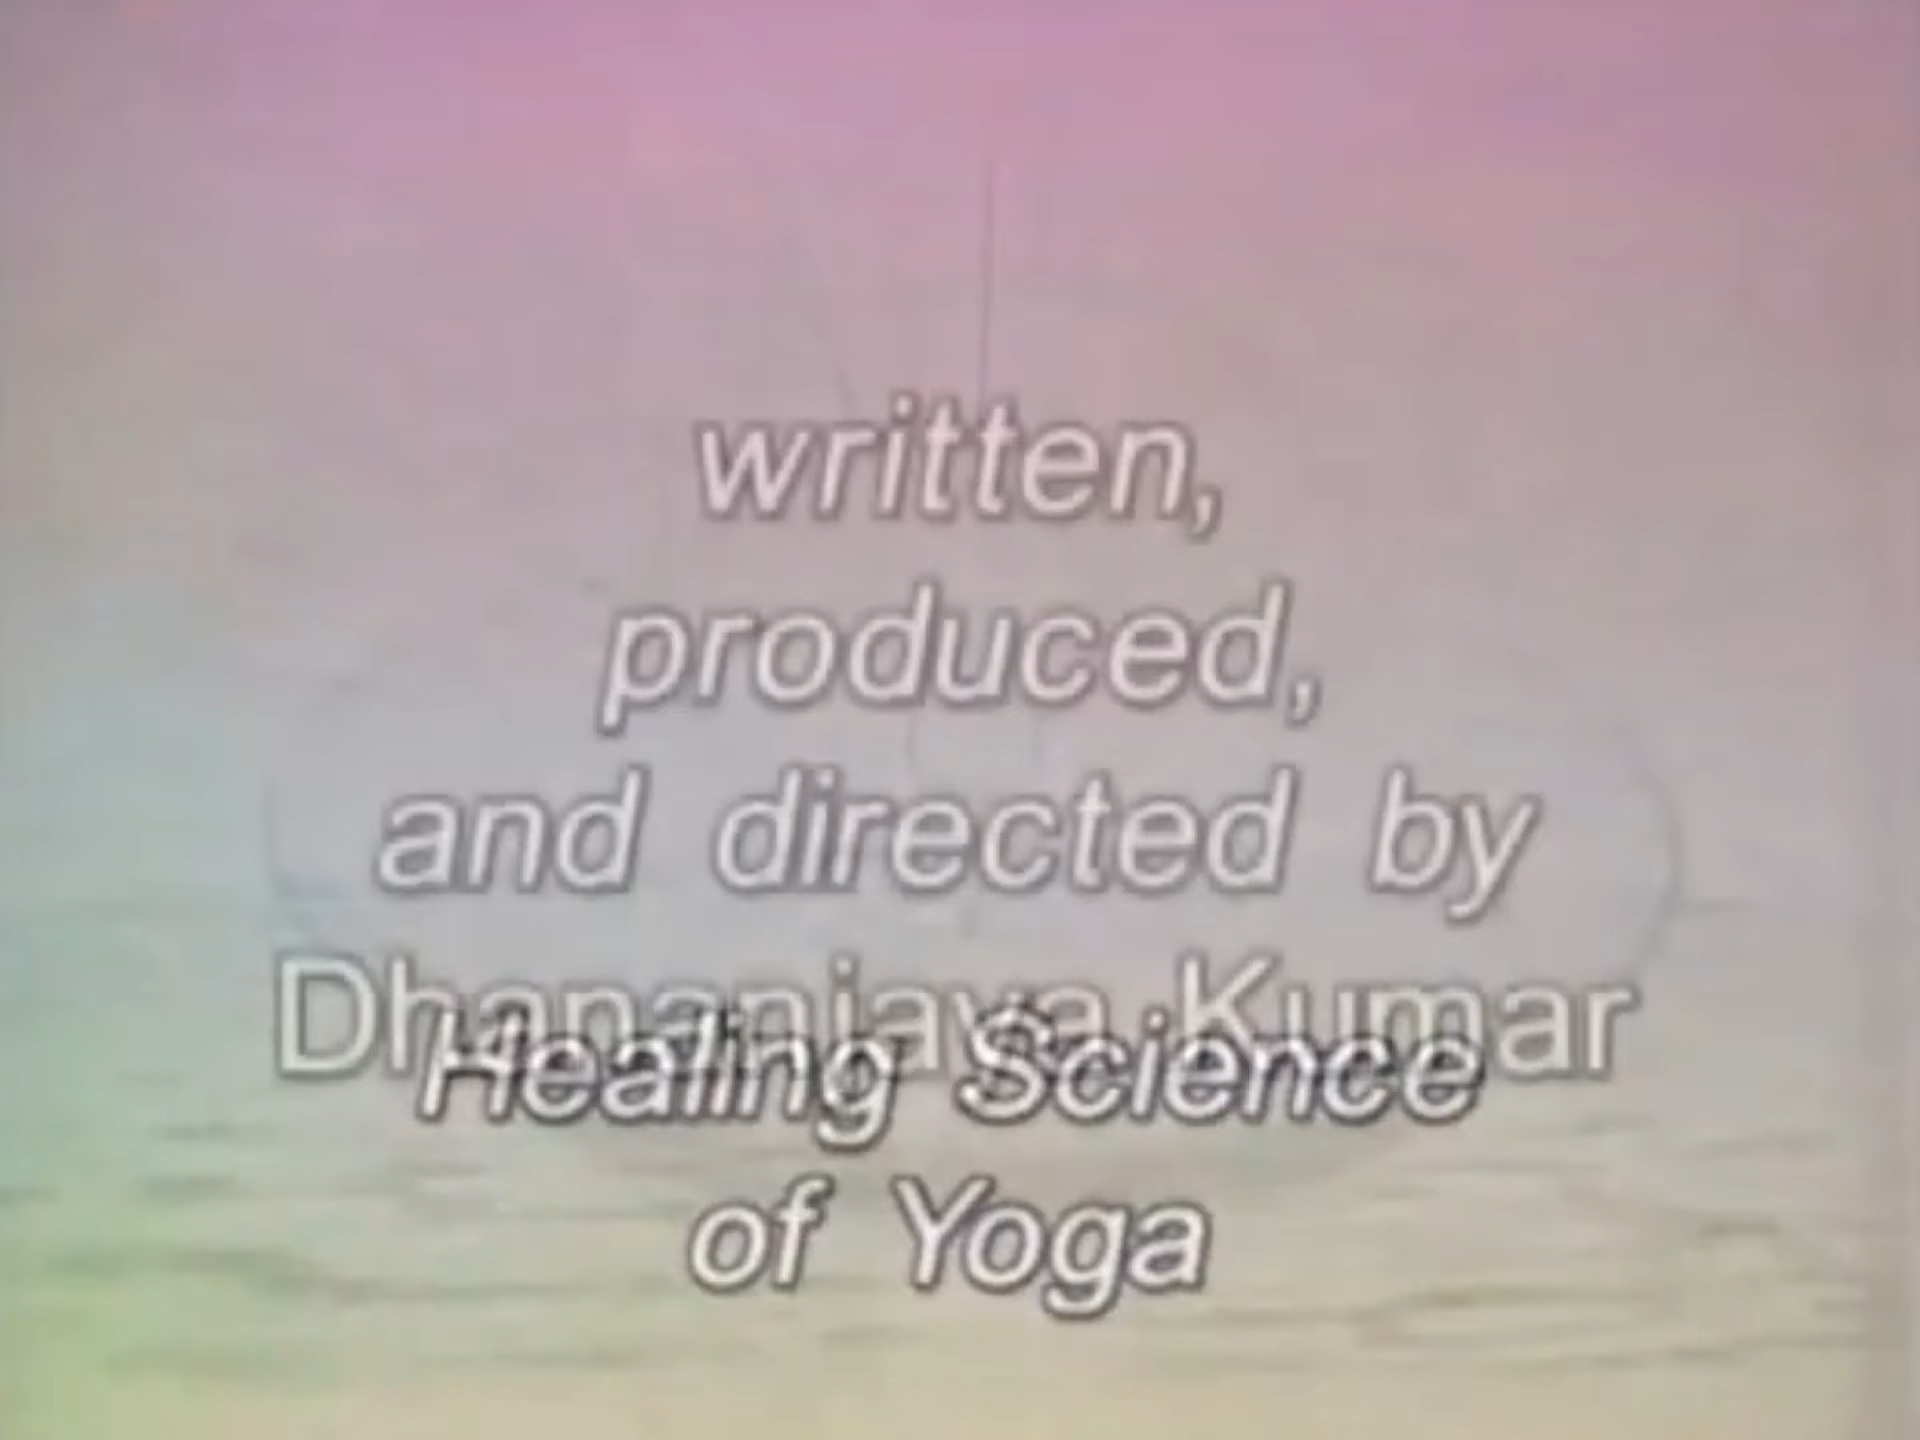 written,
produced,
and directed by
Dhananjaya Kumar
Healing Science
of Yoga